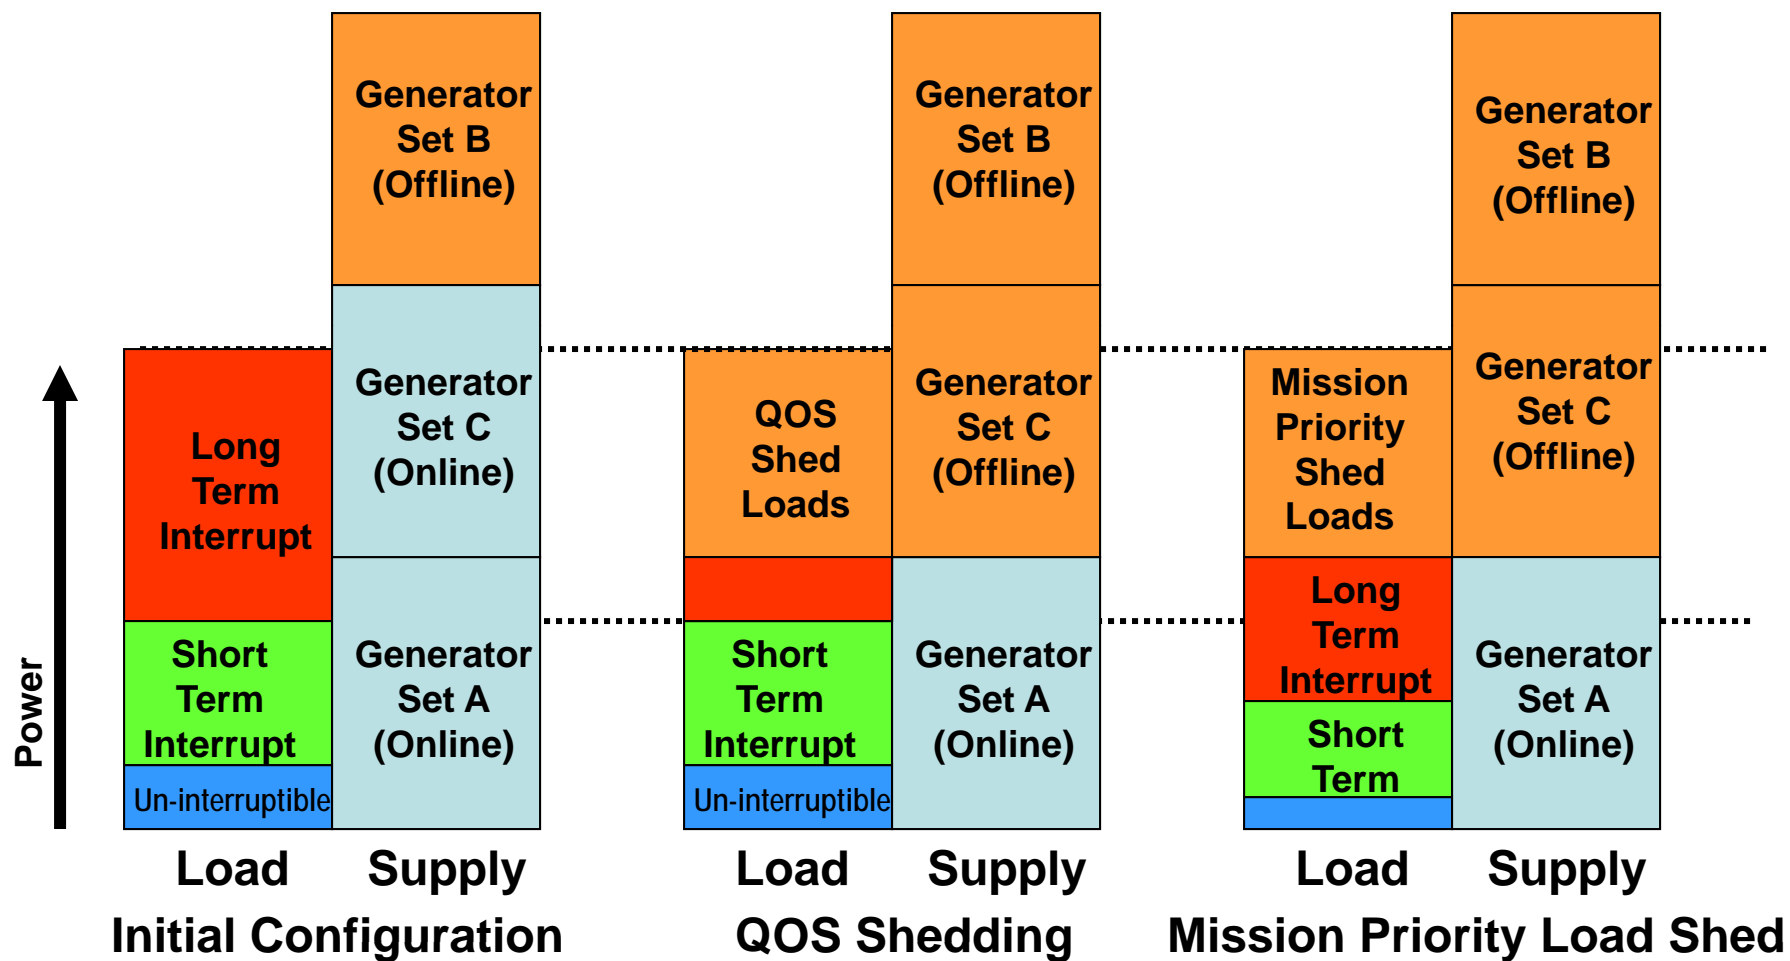 Power
Long
Term
Interrupt
Short
Term
Interrupt
Un-interruptible
Generator
Set B
(Offline)
Generator
Set C
(Online)
Generator
Set A
(Online)
Load
Supply
Initial Configuration
QOS
Shed
Loads
Short
Term
Interrupt
Un-interruptible
Generator
Set B
(Offline)
Generator
Set C
(Offline)
Generator
Set A
(Online)
Load
Supply
QOS Shedding
Mission
Priority
Shed
Loads
Long
Term
Interrupt
Short
Term
Generator
Set B
(Offline)
Generator
Set C
(Offline)
Generator
Set A
(Online)
Load
Supply
Mission Priority Load Shed